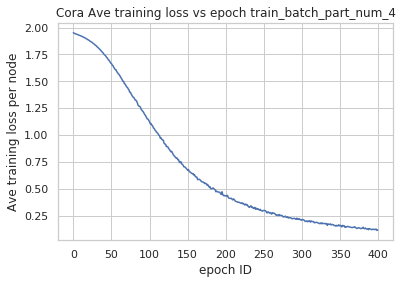 Cora Ave training loss vs epoch train_batch_part_num_4
2.00
1.75
1.50
1.25
1.00
0.75
0.50
0.25
Ave training loss per node
0 50 100 150 200 250 300 350 400
epoch ID